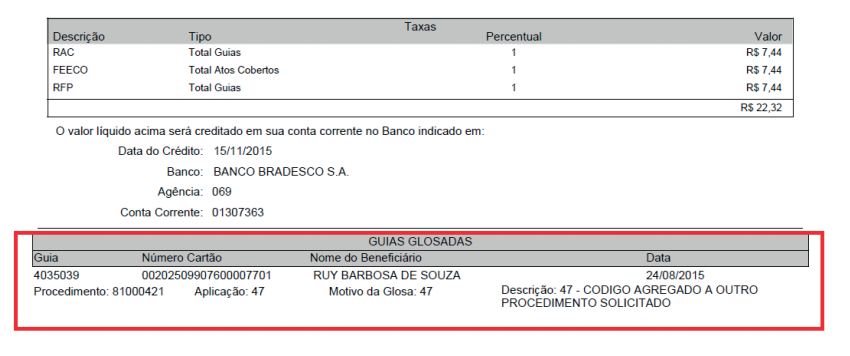 Taxas
Descrição Tipo Percentual Valor
RAC Total Guias 1 R$ 7,44
FEECO Total Atos Cobertos 1 R$ 7,44
RFP Total Guias 1 R$ 7,44
R$ 22,32
O valor líquido acima será creditado em sua conta corrente no Banco indicado em:
Data do Crédito: 15/11/2015
Banco: BANCO BRADESCO S.A.
Agência: 069
Conta Corrente: 01307363
GUIAS GLOSADAS
Guia Número Cartão Nome do Beneficiário Data
4035039 00202509907600007701 RUY BARBOSA DE SOUZA 24/08/2015
Procedimento: 81000421 Aplicação: 47 Motivo da Glosa: 47 Descrição: 47 - CODIGO AGREGADO A OUTRO
PROCEDIMENTO SOLICITADO